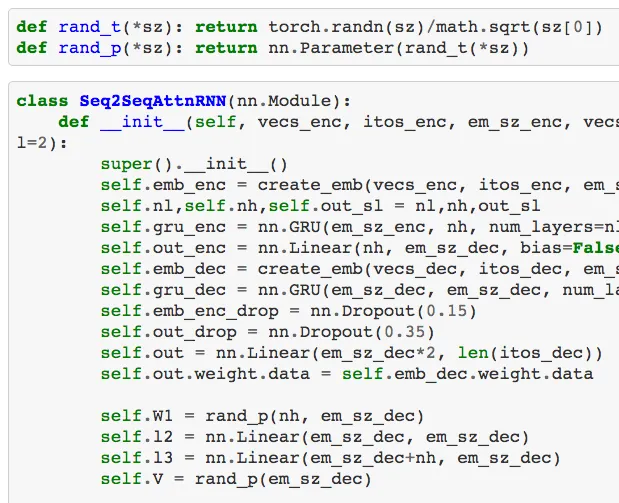 def rand_t(*sz): return torch.randn(sz)/math.sqrt(sz[0])
def rand_p(*sz): return nn.Parameter(rand_t(*sz))
class Seq2SeqAttnRNN(nn.Module):
    def __init__(self, vecs_enc, itos_enc, em_sz_enc, vecs
l=2):
        super().__init__()
        self.emb_enc = create_emb(vecs_enc, itos_enc, em_s
        self.nl,self.nh,self.out_sl = nl,nh,out_sl
        self.gru_enc = nn.GRU(em_sz_enc, nh, num_layers=nl
        self.out_enc = nn.Linear(nh, em_sz_dec, bias=False
        self.emb_dec = create_emb(vecs_dec, itos_dec, em_s
        self.gru_dec = nn.GRU(em_sz_dec, em_sz_dec, num_la
        self.emb_enc_drop = nn.Dropout(0.15)
        self.out_drop = nn.Dropout(0.35)
        self.out = nn.Linear(em_sz_dec*2, len(itos_dec))
        self.out.weight.data = self.emb_dec.weight.data
        self.W1 = rand_p(nh, em_sz_dec)
        self.l2 = nn.Linear(em_sz_dec, em_sz_dec)
        self.l3 = nn.Linear(em_sz_dec+nh, em_sz_dec)
        self.V = rand_p(em_sz_dec)